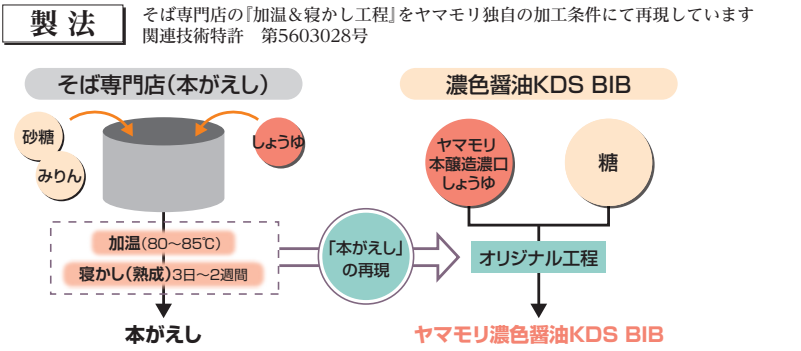 製法
そば専門店の『加温＆寝かし工程』をヤマモリ独自の加工条件にて再現しています
関連技術特許　第5603028号
そば専門店（本がえし）
砂糖
みりん
しょうゆ
加温（80〜85℃）
寝かし（熟成）3日〜2週間
本がえし
「本がえし」
の再現
濃色醤油KDS BIB
ヤマモリ
本醸造濃口
しょうゆ
糖
オリジナル工程
ヤマモリ濃色醤油KDS BIB